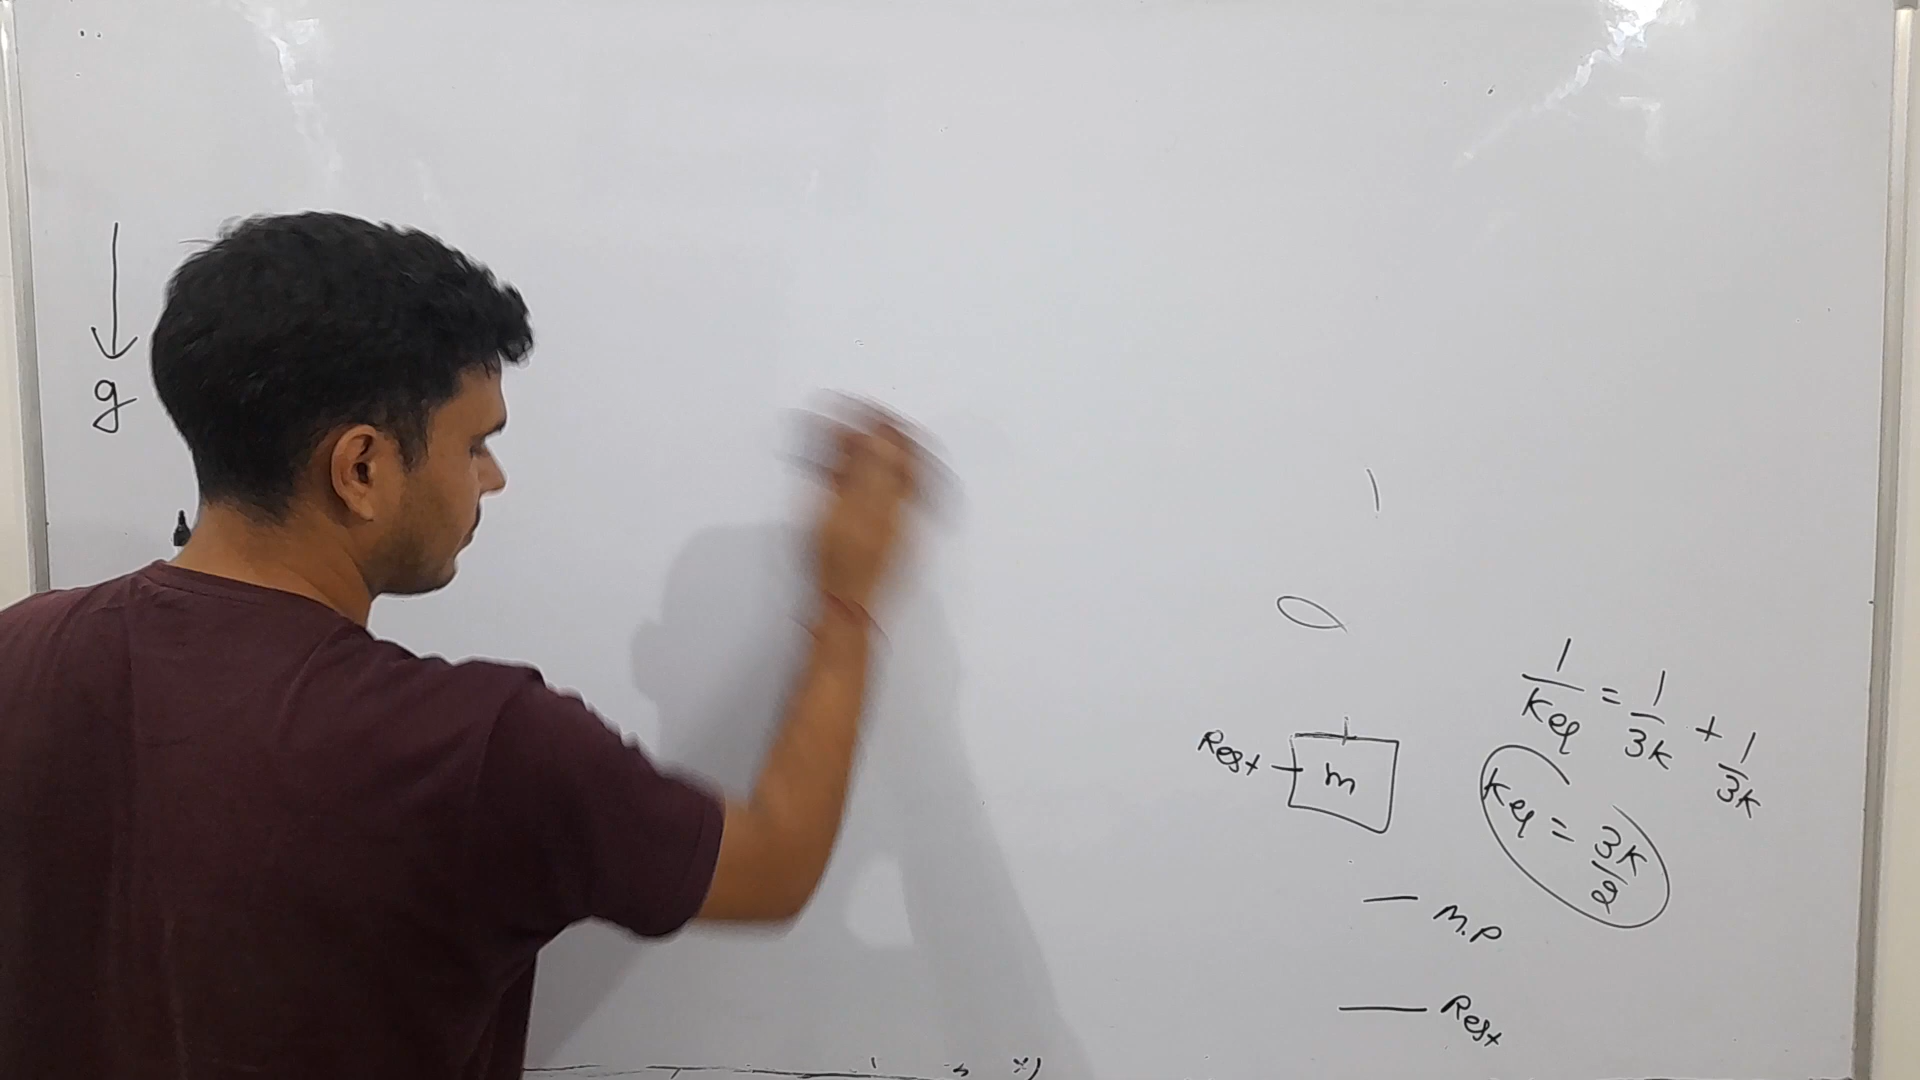 g
1/Keq = 1/3K + 1/3K
Keq = 3K/2
Rest
m
M.P
Rest